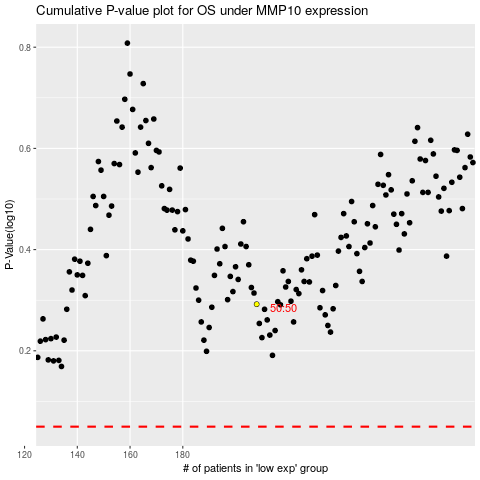 Cumulative P-value plot for OS under MMP10 expression
P-Value(log10)
0.8
0.6
0.4
0.2
50:50
120 140 160 180
# of patients in 'low exp' group